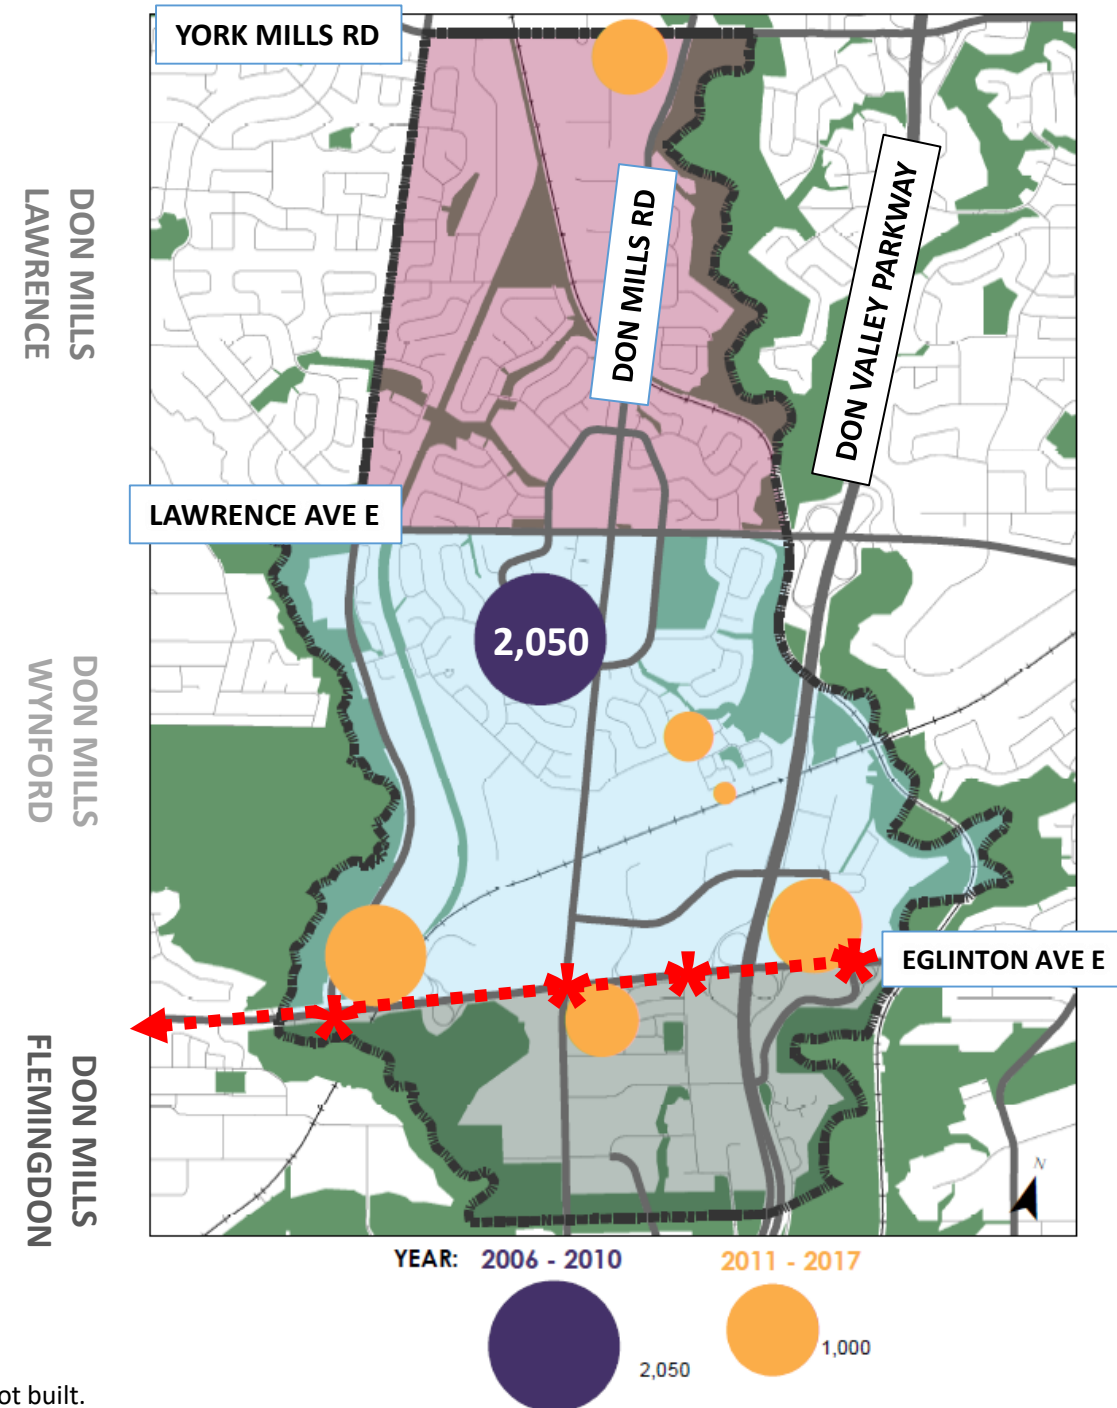 YORK MILLS RD
DON MILLS
LAWRENCE
DON MILLS RD
DON VALLEY PARKWAY
LAWRENCE AVE E
2,050
DON MILLS
WYNFORD
EGLINTON AVE E
DON MILLS
FLEMINGDON
N
YEAR: 2006 - 2010 2011 - 2017
2,050
1,000
ot built.